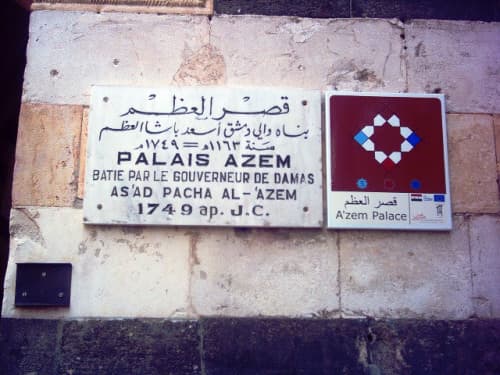 قصر العظم
بناه والي دمشق أسعد باشا العظم
سنة ١١٦٣هـ = ١٧٤٩م
PALAIS AZEM
BATIE PAR LE GOUVERNEUR DE DAMAS
AS'AD PACHA AL-'AZEM
1749 ap. J.C.
قصر العظم
A'zem Palace